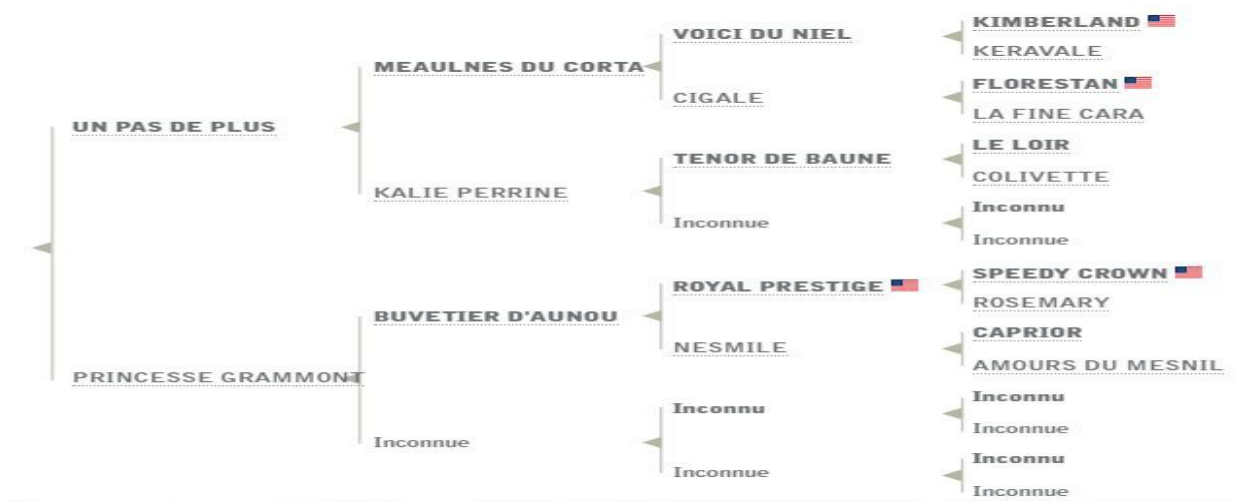 KIMBERLAND
VOICI DU NIEL
KERAVALE
MEAULNES DU CORTA
FLORESTAN
CIGALE
LA FINE CARA
UN PAS DE PLUS
LE LOIR
TENOR DE BAUNE
COLIVETTE
KALIE PERRINE
Inconnu
Inconnue
Inconnue
SPEEDY CROWN
ROYAL PRESTIGE
ROSEMARY
BUVETIER D'AUNOU
CAPRIOR
NESMILE
AMOURS DU MESNIL
PRINCESSE GRAMMONT
Inconnu
Inconnu
Inconnue
Inconnue
Inconnu
Inconnue
Inconnue